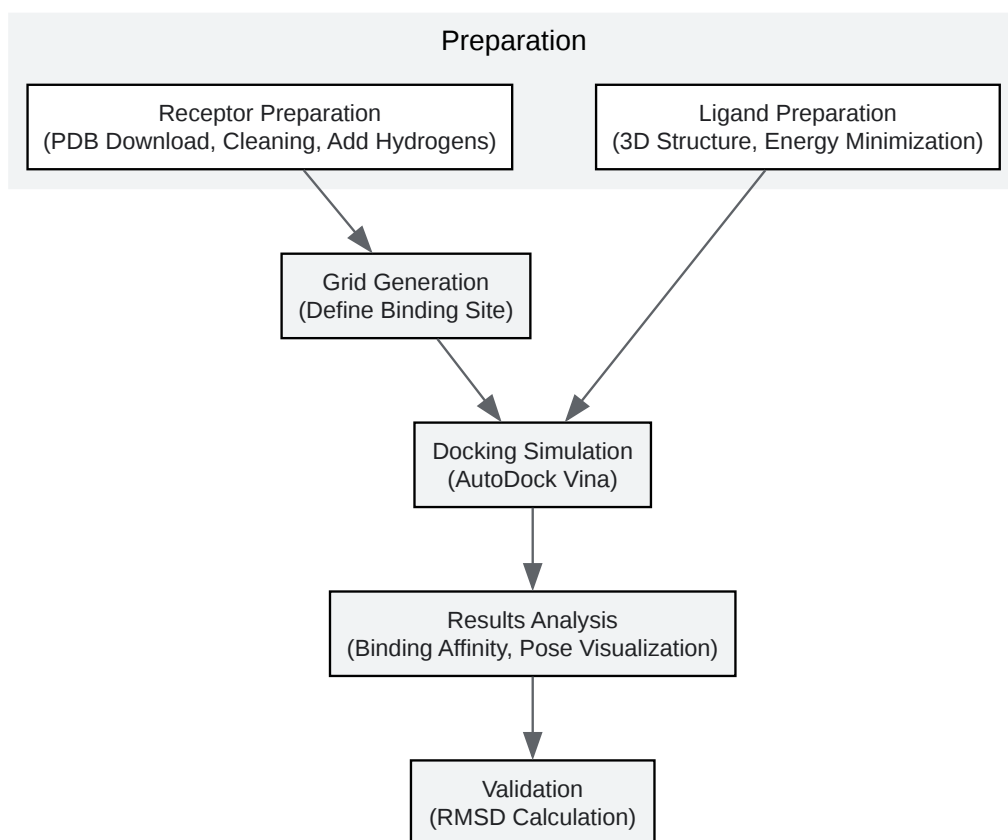 Preparation
Receptor Preparation
(PDB Download, Cleaning, Add Hydrogens)
Ligand Preparation
(3D Structure, Energy Minimization)
Grid Generation
(Define Binding Site)
Docking Simulation
(AutoDock Vina)
Results Analysis
(Binding Affinity, Pose Visualization)
Validation
(RMSD Calculation)